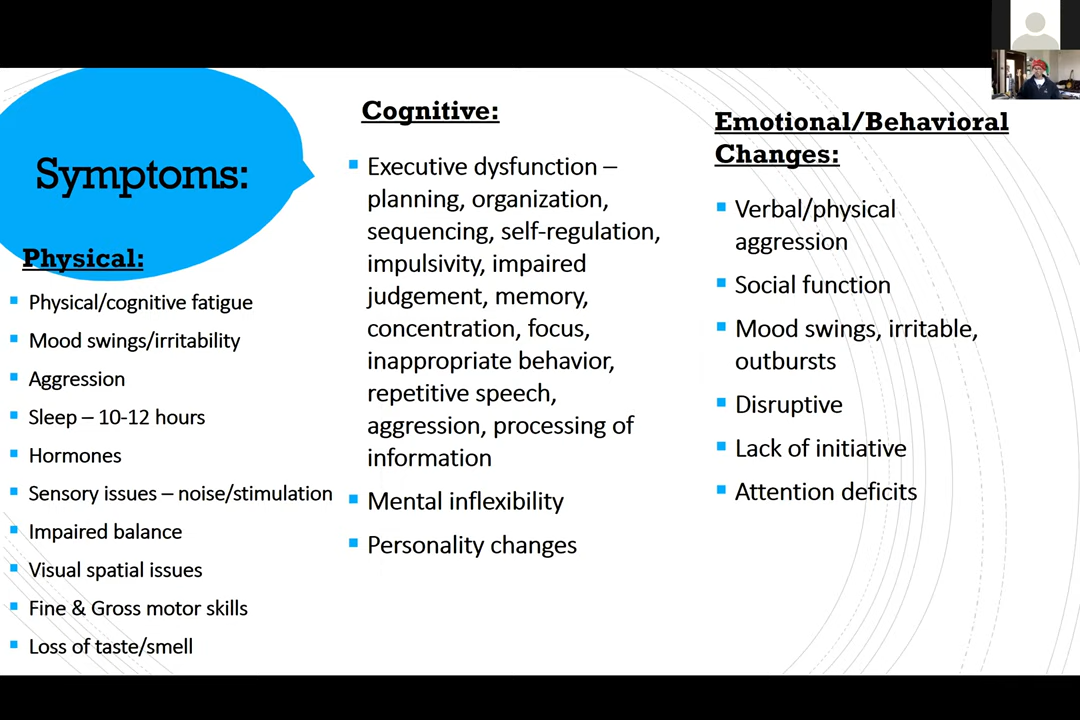 Symptoms:
Physical:
Physical/cognitive fatigue
Mood swings/irritability
Aggression
Sleep – 10-12 hours
Hormones
Sensory issues – noise/stimulation
Impaired balance
Visual spatial issues
Fine & Gross motor skills
Loss of taste/smell
Cognitive:
Executive dysfunction –
planning, organization,
sequencing, self-regulation,
impulsivity, impaired
judgement, memory,
concentration, focus,
inappropriate behavior,
repetitive speech,
aggression, processing of
information
Mental inflexibility
Personality changes
Emotional/Behavioral
Changes:
Verbal/physical
aggression
Social function
Mood swings, irritable,
outbursts
Disruptive
Lack of initiative
Attention deficits